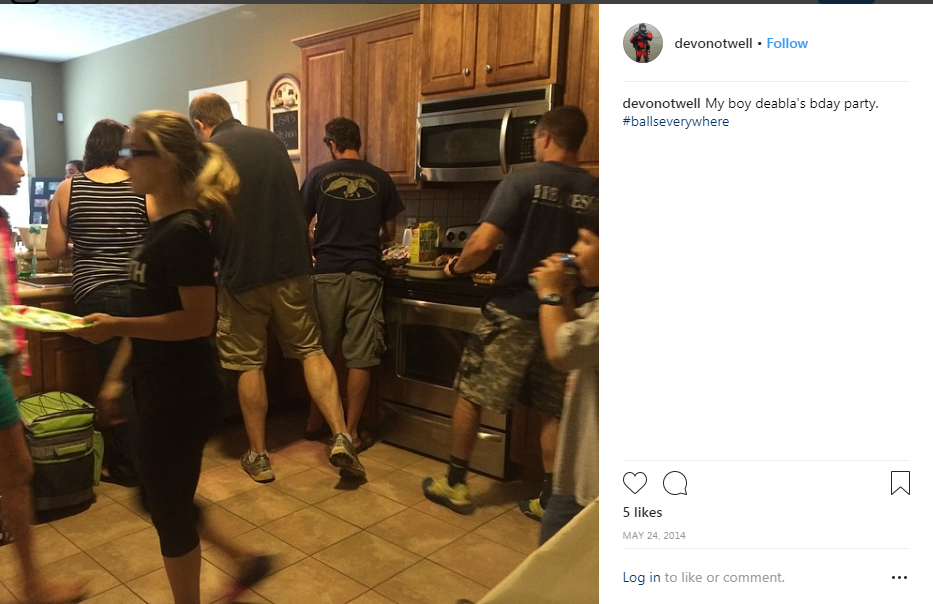 devonotwell • Follow
devonotwell My boy deabla's bday party.
#ballseverywhere
5 likes
MAY 24, 2014
Log in to like or comment.